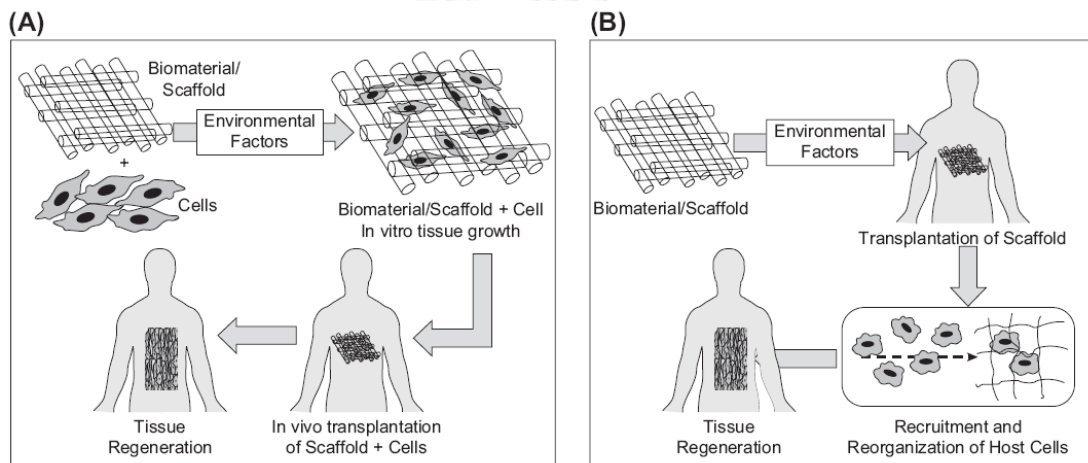 (A)
Biomaterial/
Scaffold
+
Cells
Environmental
Factors
Biomaterial/Scaffold + Cell
In vitro tissue growth
Tissue
Regeneration
In vivo transplantation
of Scaffold + Cells
(B)
Biomaterial/Scaffold
Environmental
Factors
Transplantation of Scaffold
Tissue
Regeneration
Recruitment and
Reorganization of Host Cells